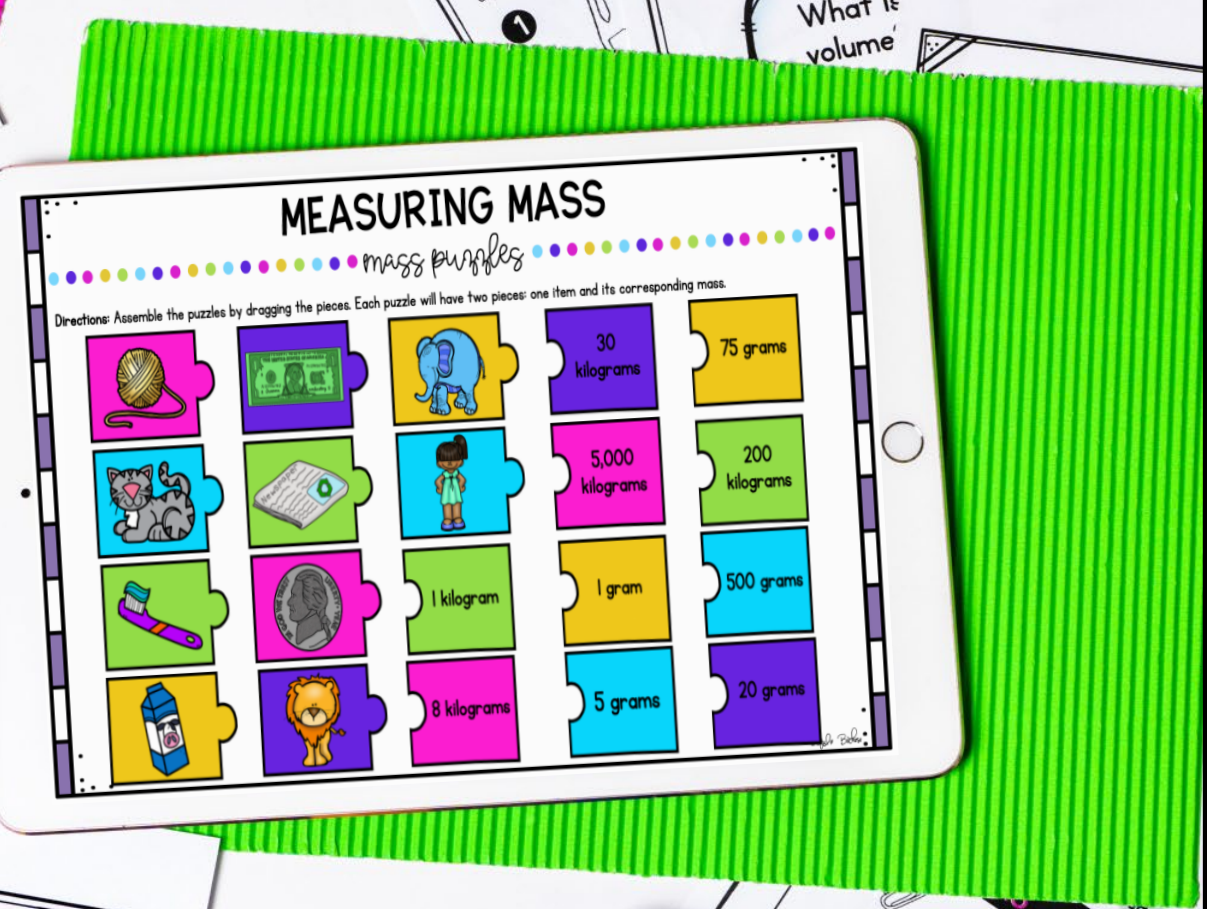 1
What is
volume
MEASURING MASS
mass puzzles
Directions: Assemble the puzzles by dragging the pieces. Each puzzle will have two pieces: one item and its corresponding mass.
30
kilograms
75 grams
5,000
kilograms
200
kilograms
Newspaper
1 kilogram
1 gram
500 grams
8 kilograms
5 grams
20 grams